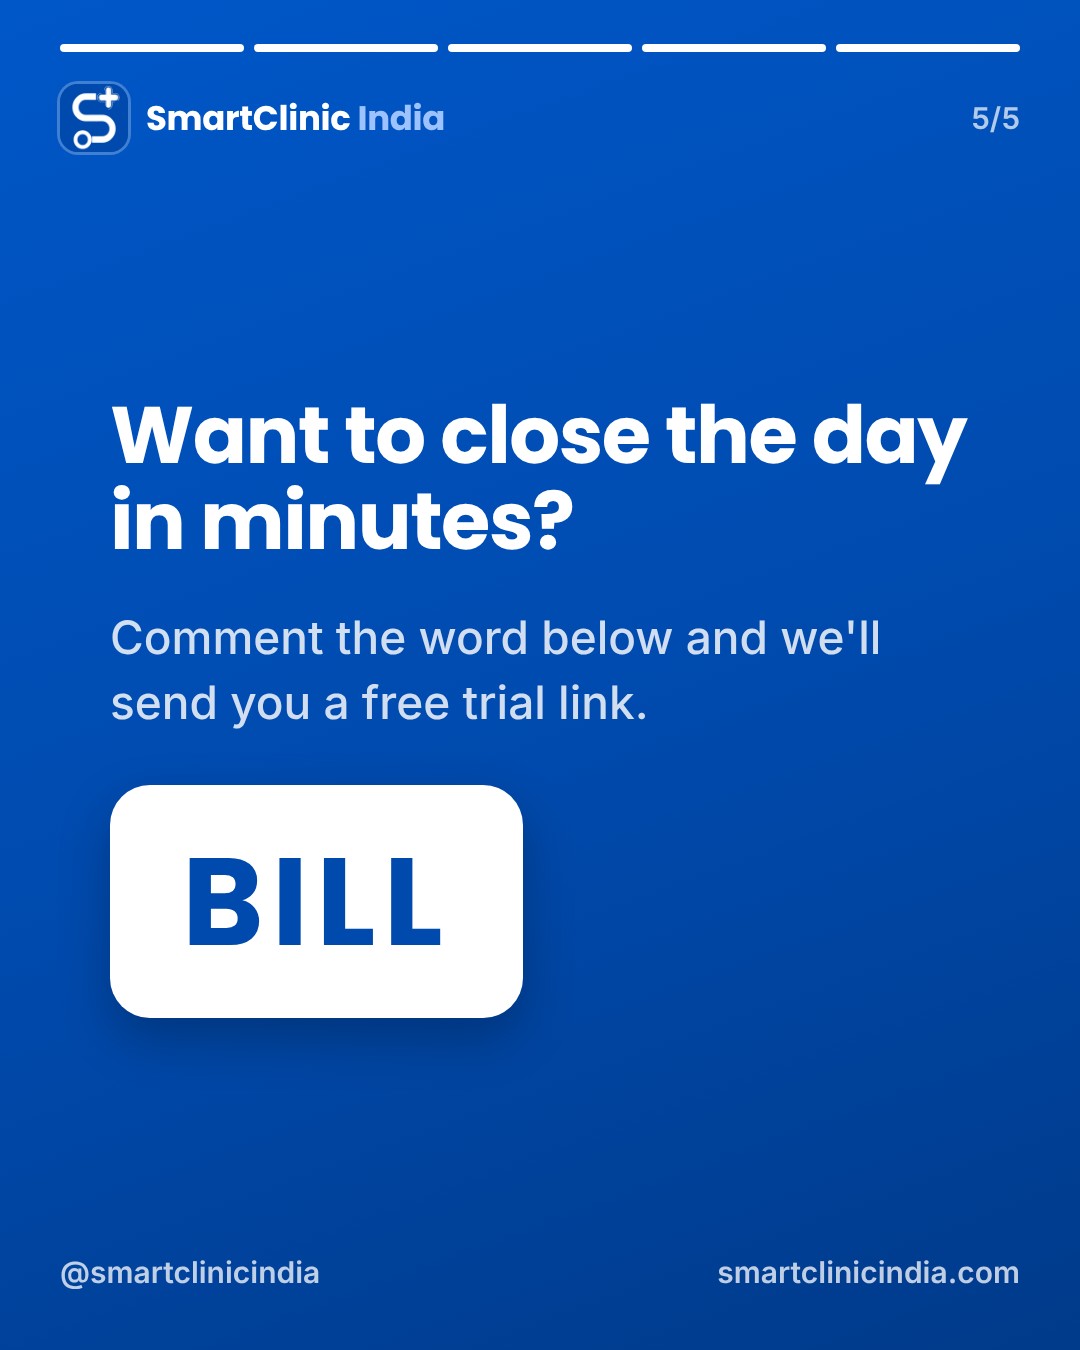 SmartClinic India
5/5
Want to close the day
in minutes?
Comment the word below and we'll
send you a free trial link.
BILL
@smartclinicindia
smartclinicindia.com